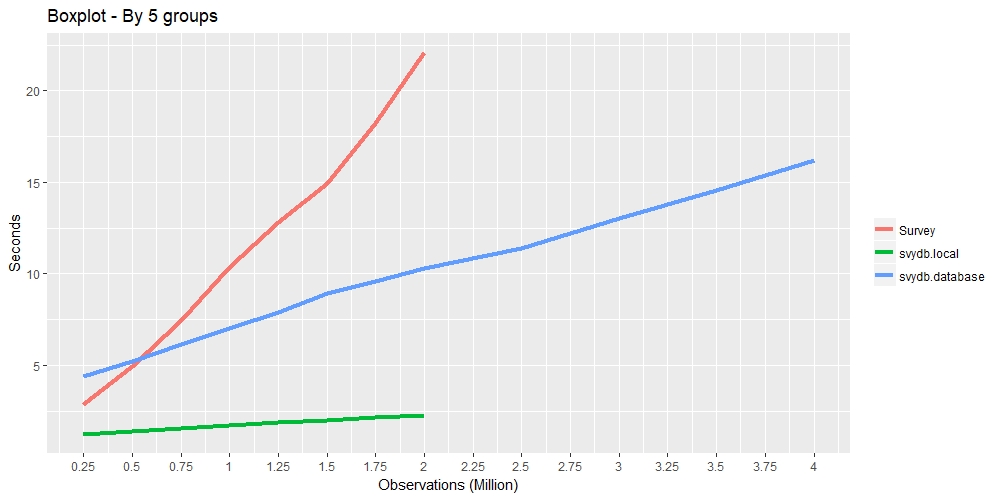 Boxplot - By 5 groups
20
15
10
5
Seconds
0.25 0.5 0.75 1 1.25 1.5 1.75 2 2.25 2.5 2.75 3 3.25 3.5 3.75 4
Observations (Million)
Survey
svydb.local
svydb.database